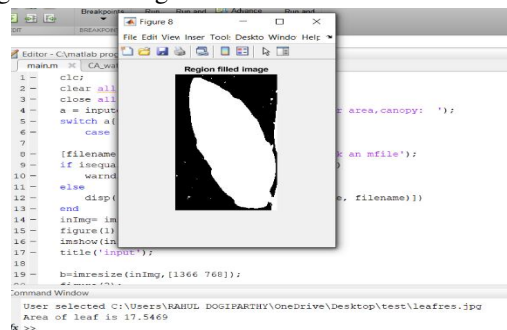 Breakpoints Run Run and Advance Run and
EDIT BREAKPOIN
Figure 8
File Edit View Inser Tool: Deskto Windo Help
Editor - C:\matlab prog
main.m CA_wa
Region filled image
1 - clc;
2 - clear all
3 - close all
4 - a = input r area,canopy: ');
5 - switch a(
6 - case
7
8 - [filename k an mfile');
9 - if isequa )
10 - warnd
11 - else
12 - disp( e, filename)])
13 - end
14 - inImg= im
15 - figure(1)
16 - imshow(in
17 - title('input');
18
19 - b=imresize(inImg,[1366 768]);
Command Window
User selected C:\Users\RAHUL DOGIPARTHY\OneDrive\Desktop\test\leafres.jpg
Area of leaf is 17.5469
fx >>